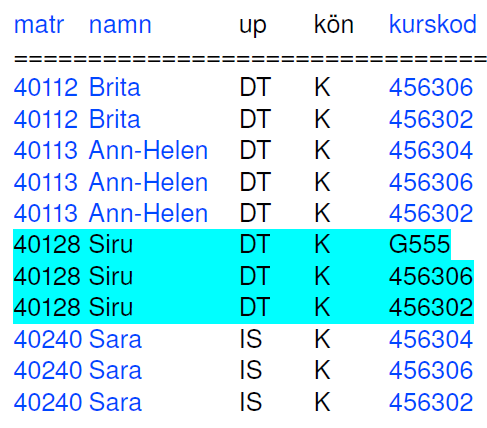 matr namn up kön kurskod
================================
40112 Brita DT K 456306
40112 Brita DT K 456302
40113 Ann-Helen DT K 456304
40113 Ann-Helen DT K 456306
40113 Ann-Helen DT K 456302
40128 Siru DT K G555
40128 Siru DT K 456306
40128 Siru DT K 456302
40240 Sara IS K 456304
40240 Sara IS K 456306
40240 Sara IS K 456302